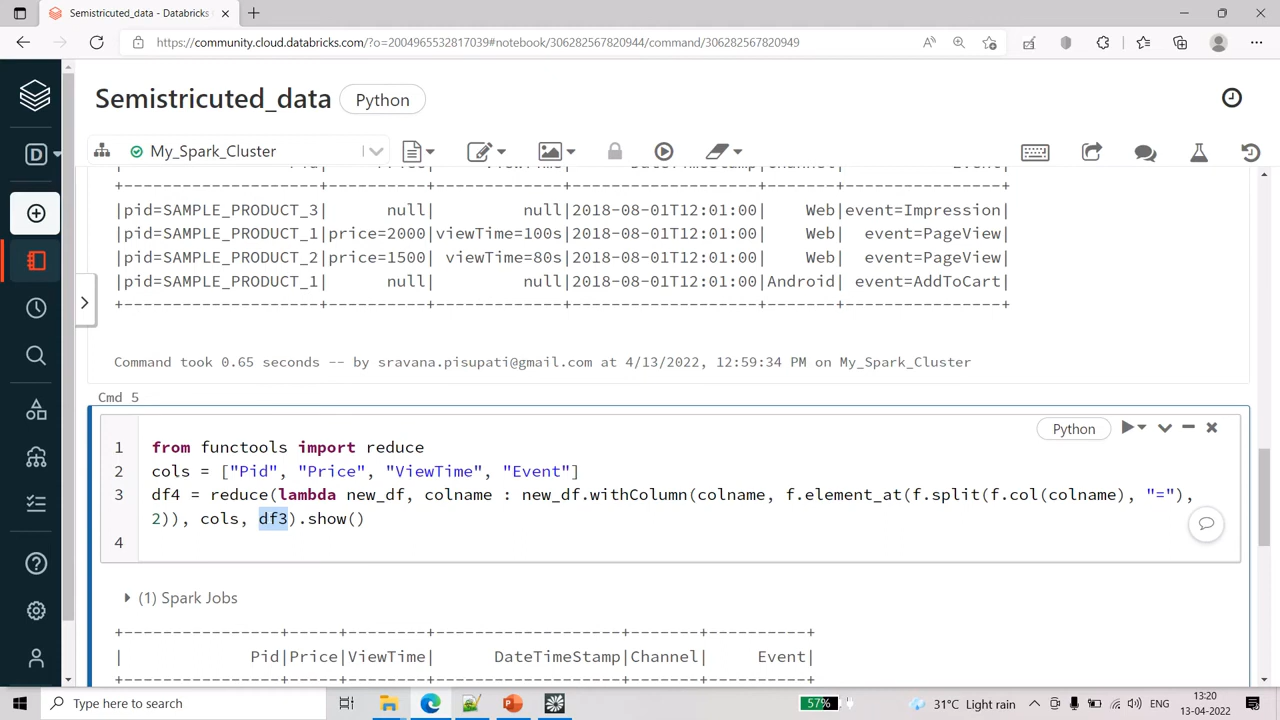 Semistricuted_data - Databricks
https://community.cloud.databricks.com/?o=2004965532817039#notebook/306282567820944/command/306282567820949
Semistricuted_data Python
D
My_Spark_Cluster
+----------------+----------+-------------+-------------------+-------+----------------+
|pid=SAMPLE_PRODUCT_3| null| null|2018-08-01T12:01:00| Web|event=Impression|
|pid=SAMPLE_PRODUCT_1|price=2000|viewTime=100s|2018-08-01T12:01:00| Web| event=PageView|
|pid=SAMPLE_PRODUCT_2|price=1500| viewTime=80s|2018-08-01T12:01:00| Web| event=PageView|
|pid=SAMPLE_PRODUCT_1| null| null|2018-08-01T12:01:00|Android| event=AddToCart|
+----------------+----------+-------------+-------------------+-------+----------------+
Command took 0.65 seconds -- by sravana.pisupati@gmail.com at 4/13/2022, 12:59:34 PM on My_Spark_Cluster
Cmd 5
Python
1 from functools import reduce
2 cols = ["Pid", "Price", "ViewTime", "Event"]
3 df4 = reduce(lambda new_df, colname : new_df.withColumn(colname, f.element_at(f.split(f.col(colname), "="),
2)), cols, df3).show()
4
(1) Spark Jobs
+----------------+-----+--------+-------------------+-------+----------+
| Pid|Price|ViewTime| DateTimeStamp|Channel| Event|
+----------------+-----+--------+-------------------+-------+----------+
Type here to search
57%
31°C Light rain
ENG
13:20
13-04-2022